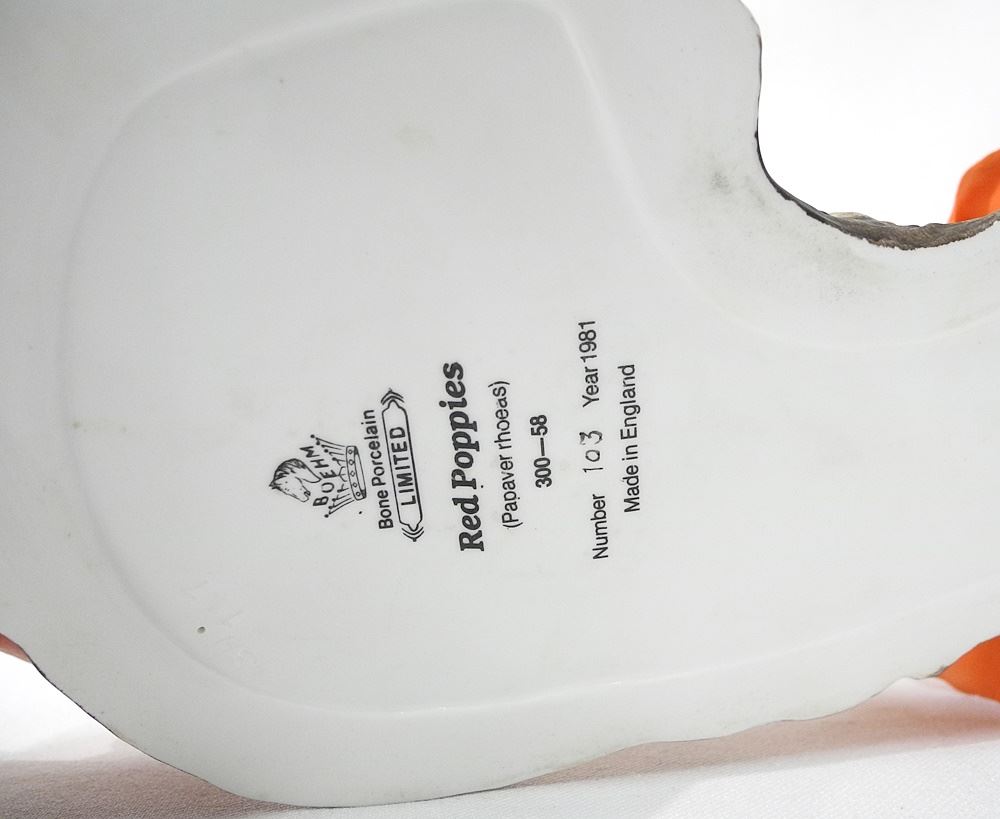 BOEHM
Bone Porcelain
LIMITED
Red Poppies
(Papaver rhoeas)
300—58
Number 103 Year 1981
Made in England